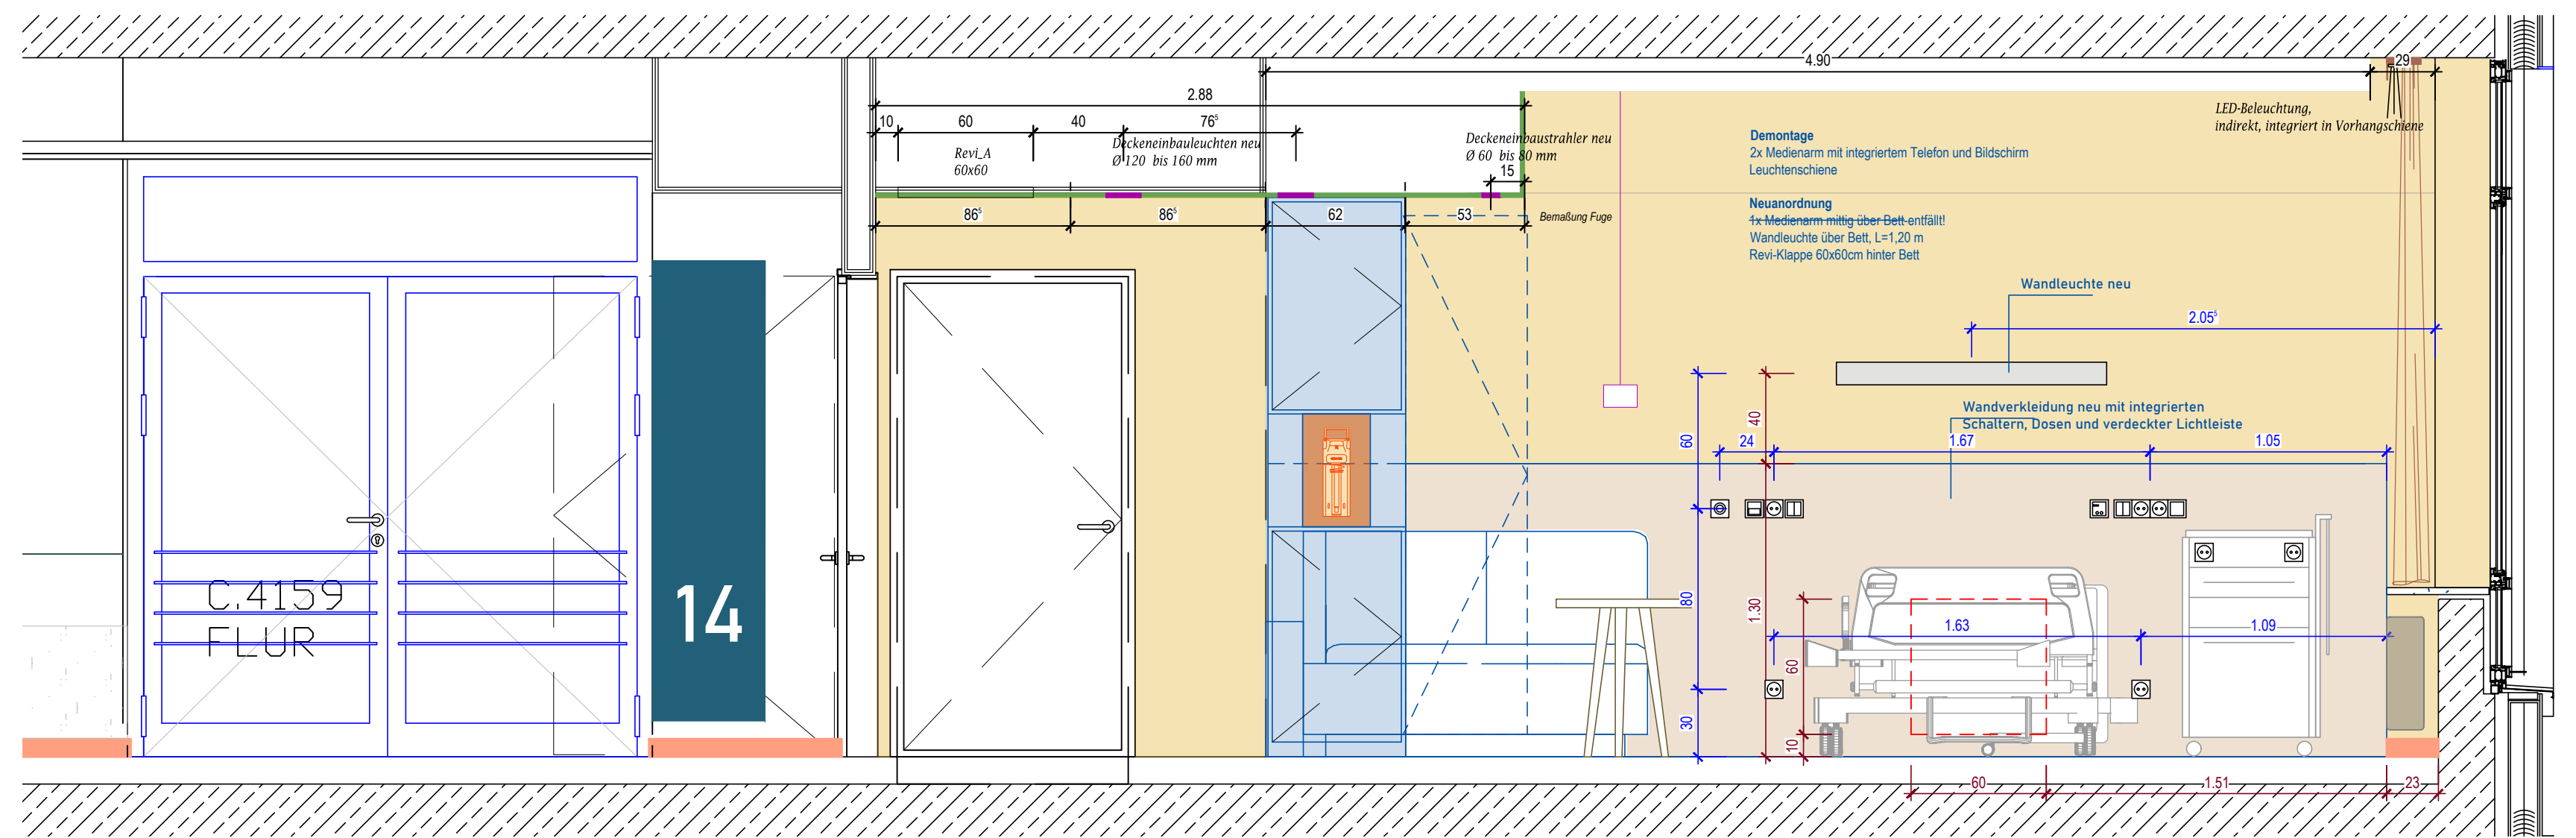 4.90
29
2.88
10
60
40
76⁵
LED-Beleuchtung,
indirekt, integriert in Vorhangschiene
Deckeneinbauleuchten neu
Ø 120 bis 160 mm
Deckeneinbaustrahler neu
Ø 60 bis 80 mm
Revi_A
60x60
15
Demontage
2x Medienarm mit integriertem Telefon und Bildschirm
Leuchtenschiene
Neuanordnung
1x Medienarm mittig über Bett entfällt!
Wandleuchte über Bett, L=1,20 m
Revi-Klappe 60x60cm hinter Bett
86⁵
86⁵
62
53
Bemaßung Fuge
Wandleuchte neu
2.05⁵
Wandverkleidung neu mit integrierten
Schaltern, Dosen und verdeckter Lichtleiste
60
40
24
1.67
1.05
C.4159
FLUR
14
80
1.30
30
60
10
1.63
1.09
60
1.51
23